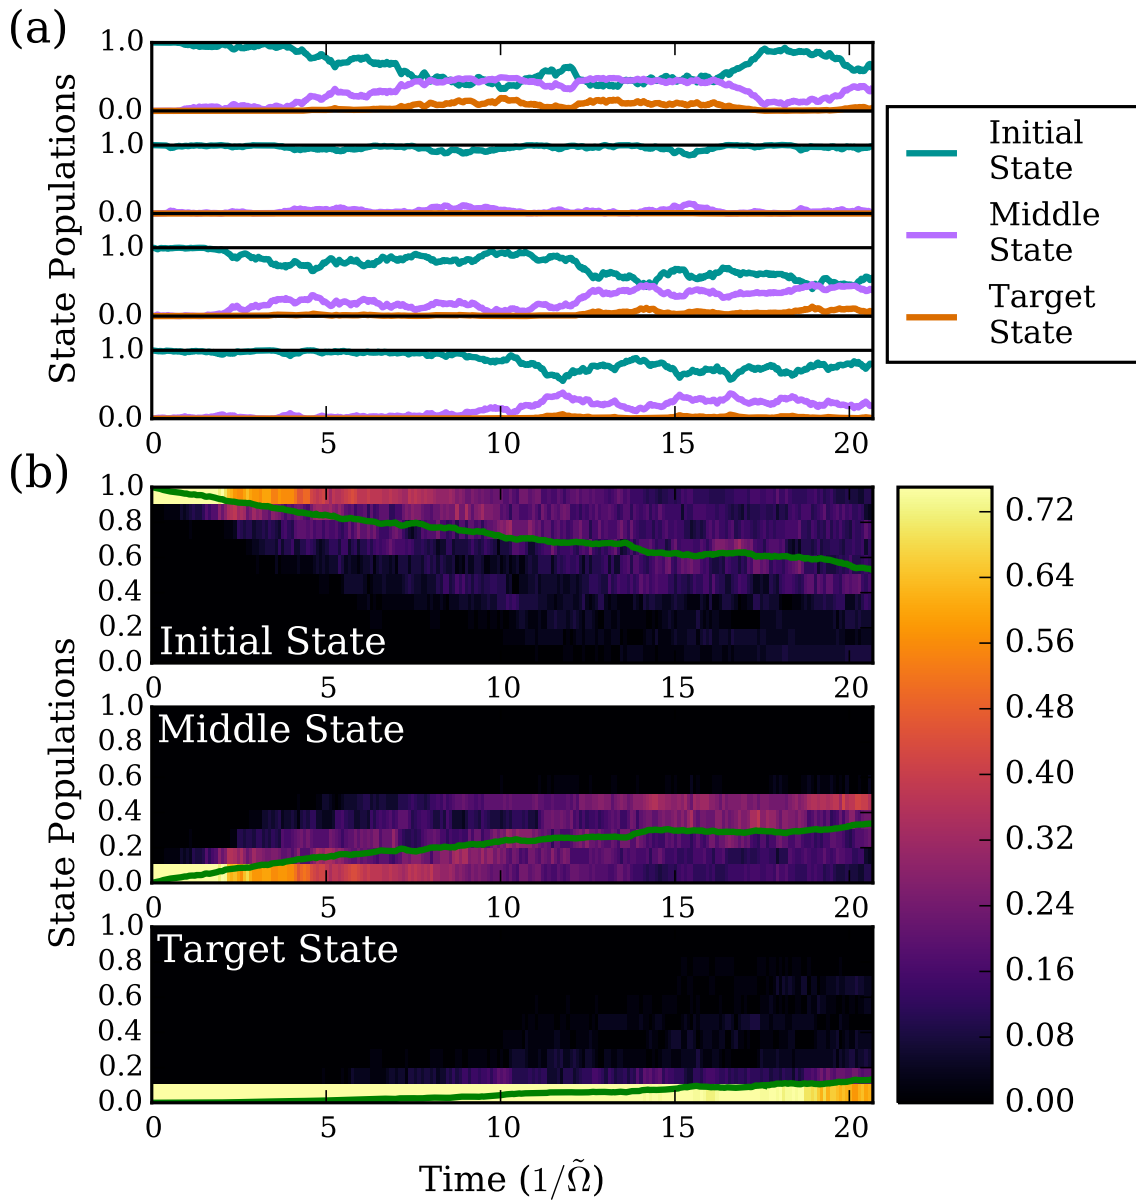 (a)
State Populations
1.0
0.0
1.0
0.0
1.0
0.0
1.0
0.0
0 5 10 15 20
Initial
State
Middle
State
Target
State
(b)
State Populations
1.0
0.8
0.6
0.4
0.2
0.0
Initial State
0 5 10 15 20
1.0
0.8
0.6
0.4
0.2
0.0
Middle State
0 5 10 15 20
1.0
0.8
0.6
0.4
0.2
0.0
Target State
0 5 10 15 20
Time (1/Ω̃)
0.72
0.64
0.56
0.48
0.40
0.32
0.24
0.16
0.08
0.00